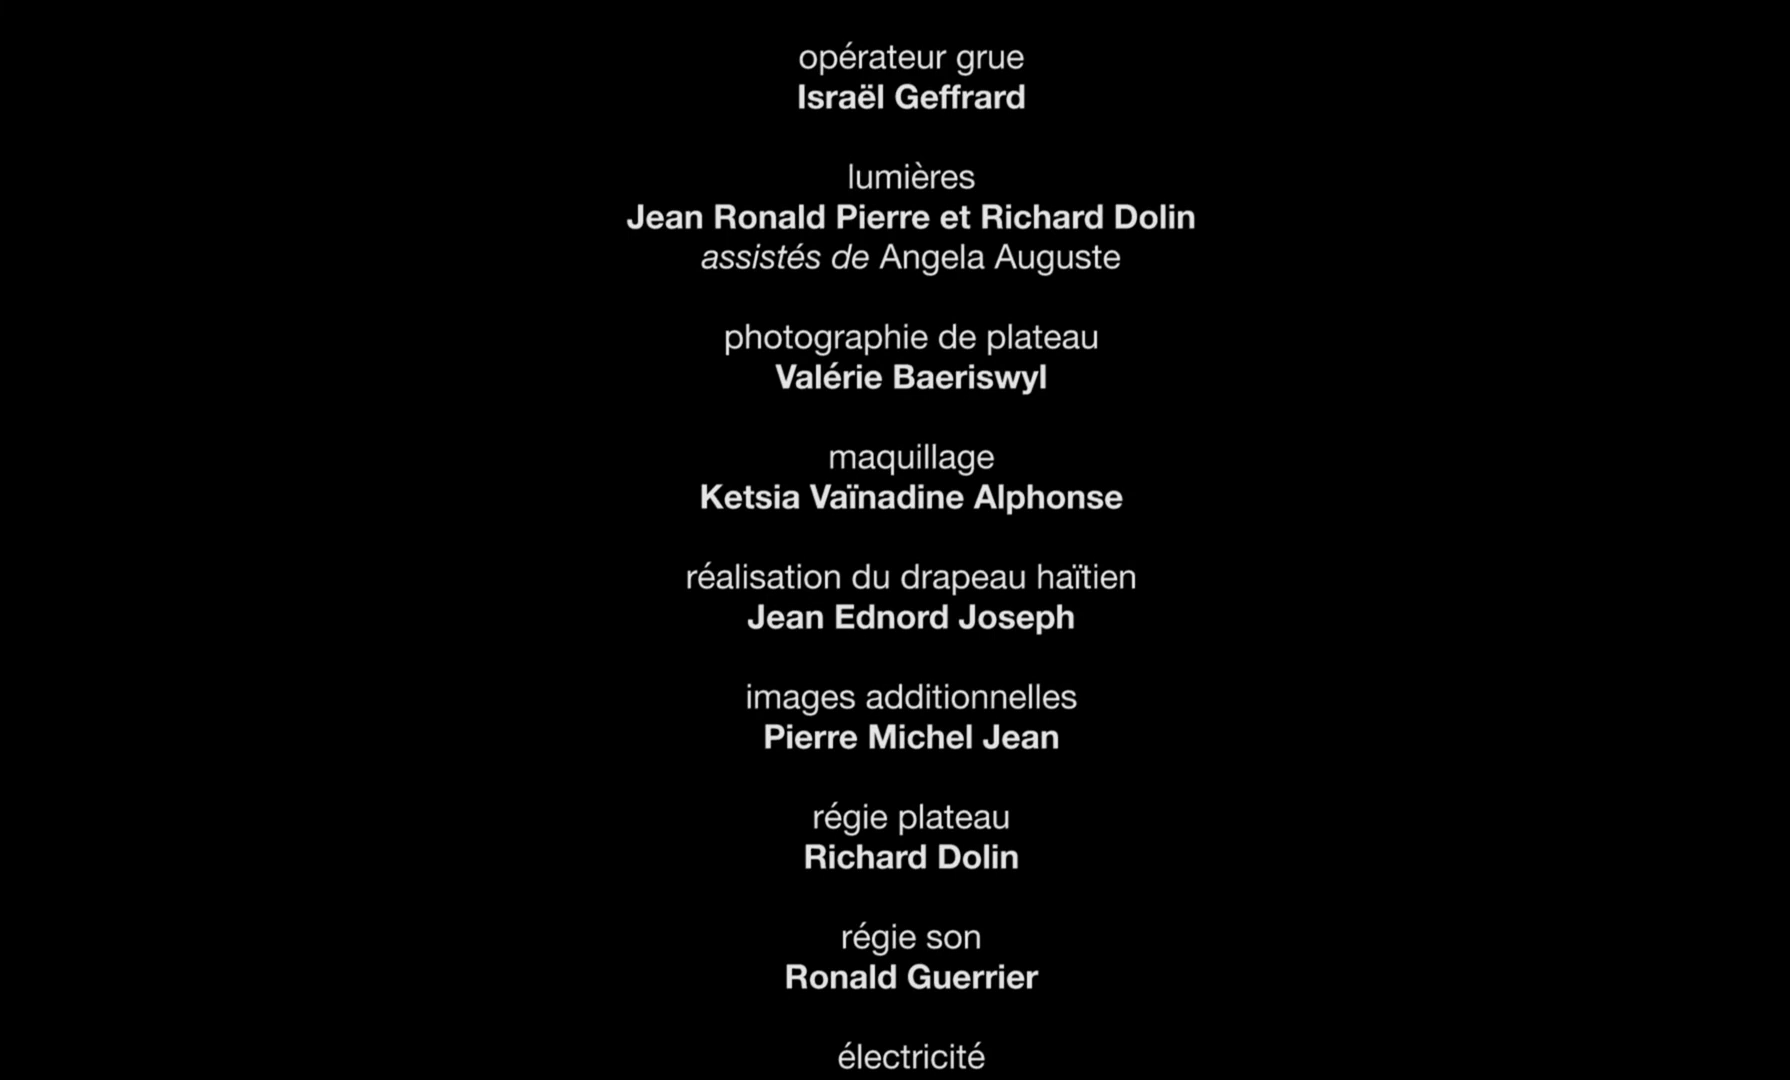 opérateur grue
Israël Geffrard
lumières
Jean Ronald Pierre et Richard Dolin
assistés de Angela Auguste
photographie de plateau
Valérie Baeriswyl
maquillage
Ketsia Vaïnadine Alphonse
réalisation du drapeau haïtien
Jean Ednord Joseph
images additionnelles
Pierre Michel Jean
régie plateau
Richard Dolin
régie son
Ronald Guerrier
électricité